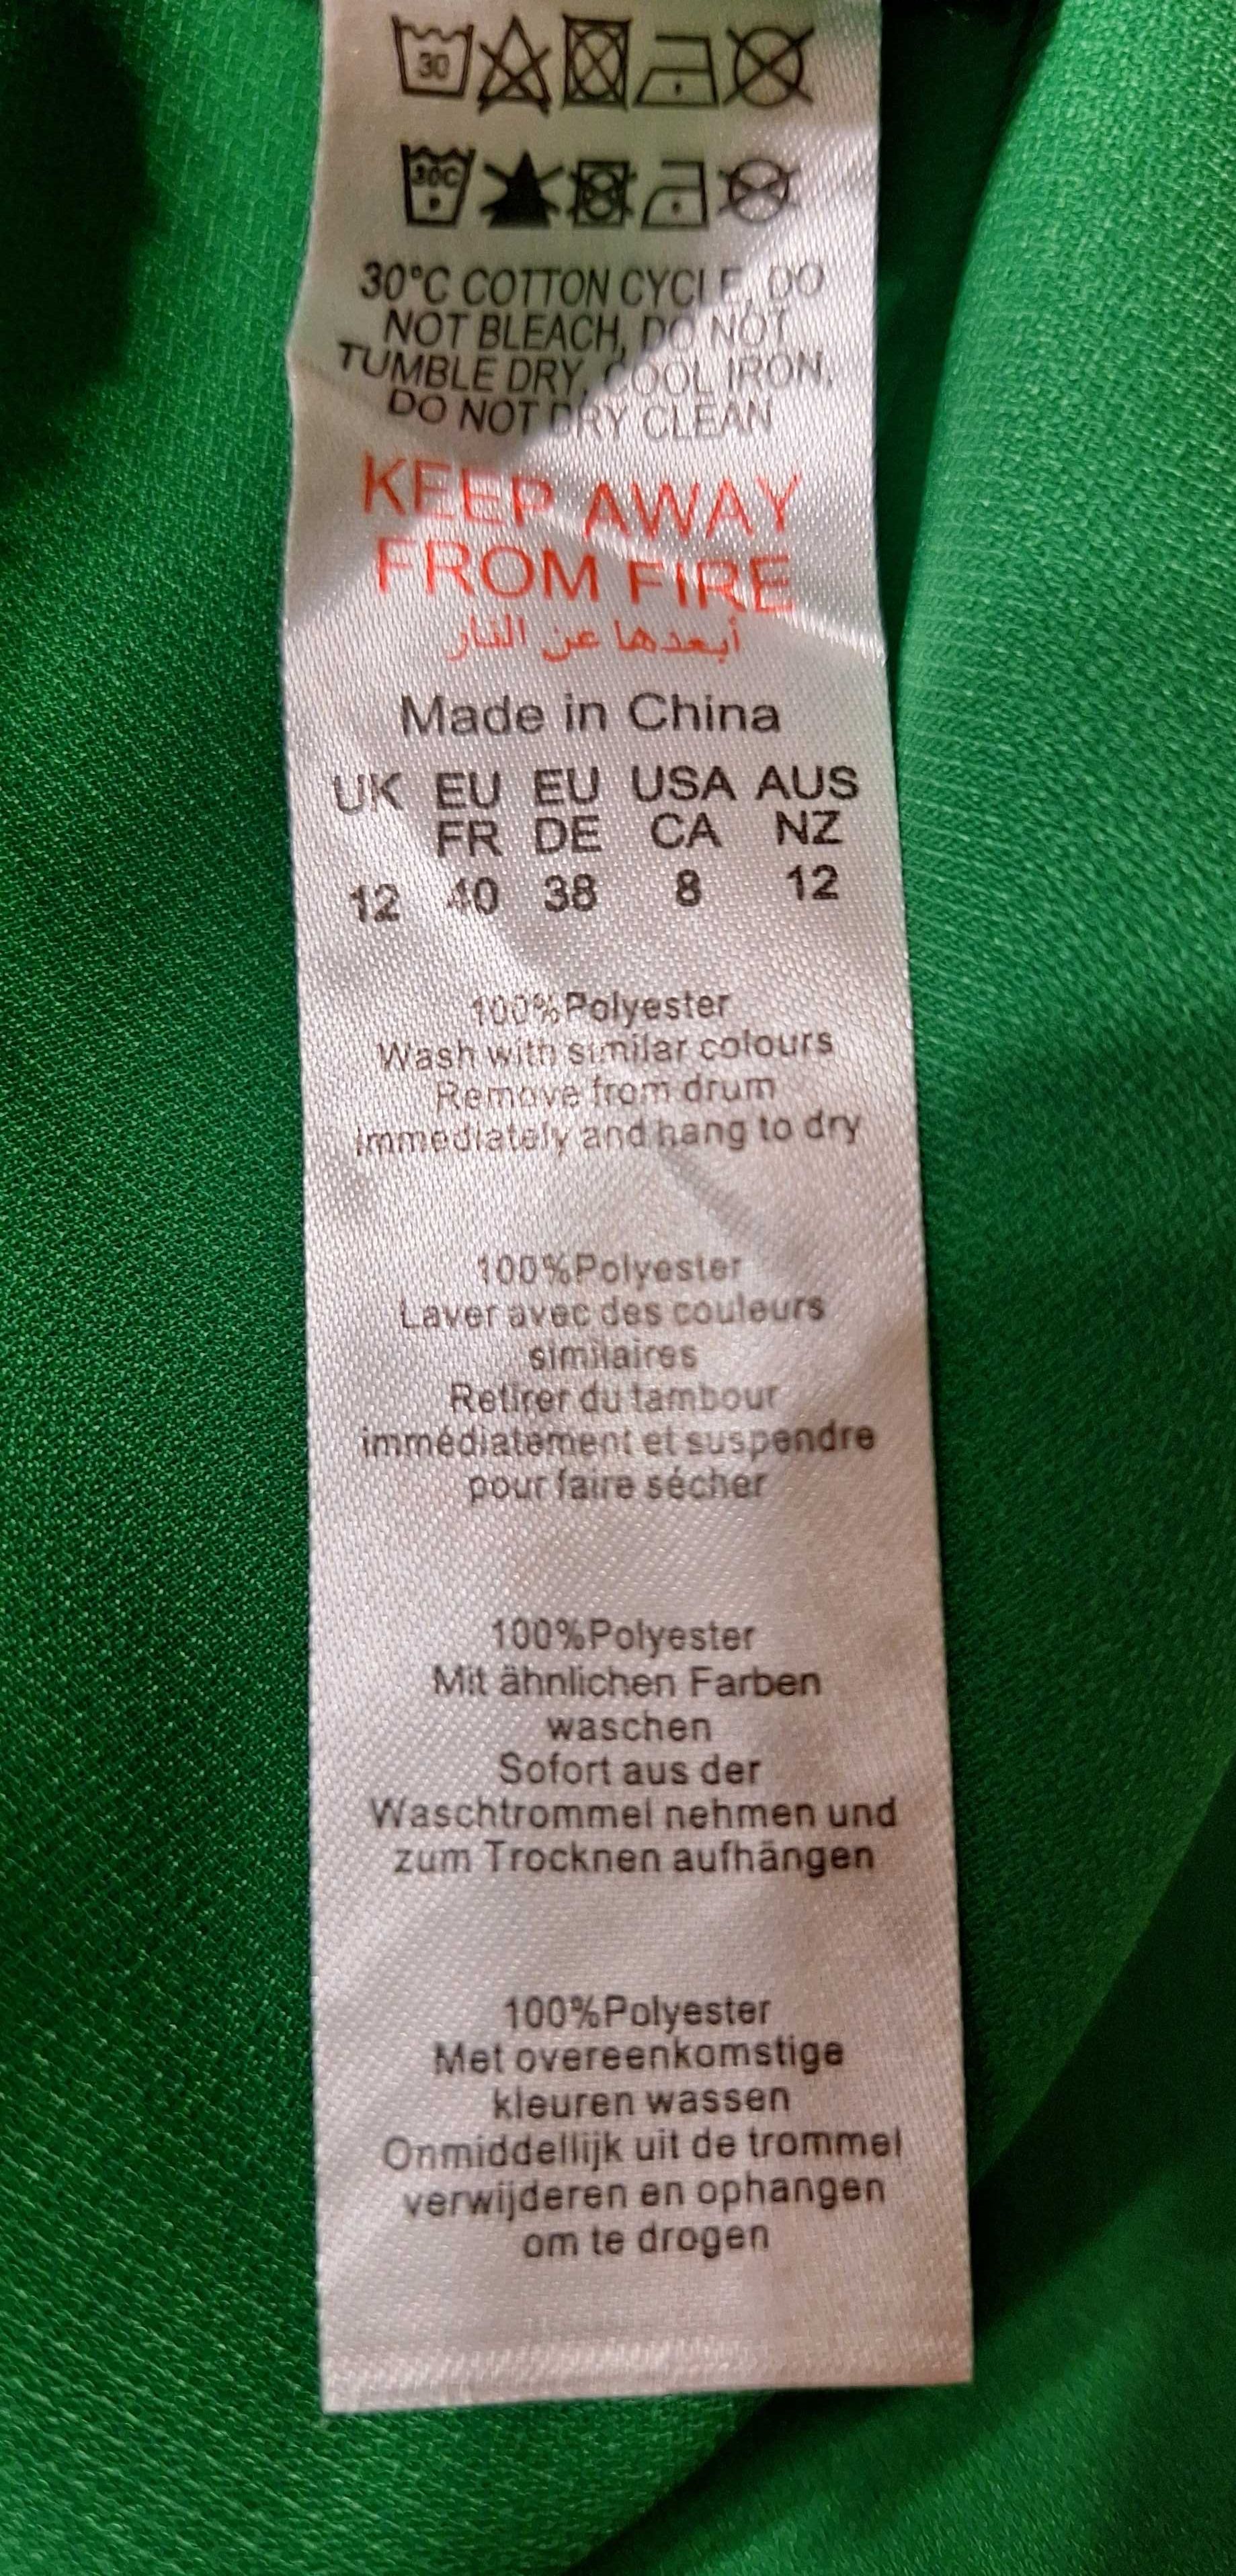 30
30C
30°C COTTON CYCLE, DO
NOT BLEACH, DO NOT
TUMBLE DRY, COOL IRON,
DO NOT DRY CLEAN
KEEP AWAY
FROM FIRE
أبعدها عن النار
Made in China
UK EU EU USA AUS
FR DE CA NZ
12 40 38 8 12
100%Polyester
Wash with similar colours
Remove from drum
immediately and hang to dry
100%Polyester
Laver avec des couleurs
similaires
Retirer du tambour
immédiatement et suspendre
pour faire sécher
100%Polyester
Mit ähnlichen Farben
waschen
Sofort aus der
Waschtrommel nehmen und
zum Trocknen aufhängen
100%Polyester
Met overeenkomstige
kleuren wassen
Onmiddellijk uit de trommel
verwijderen en ophangen
om te drogen